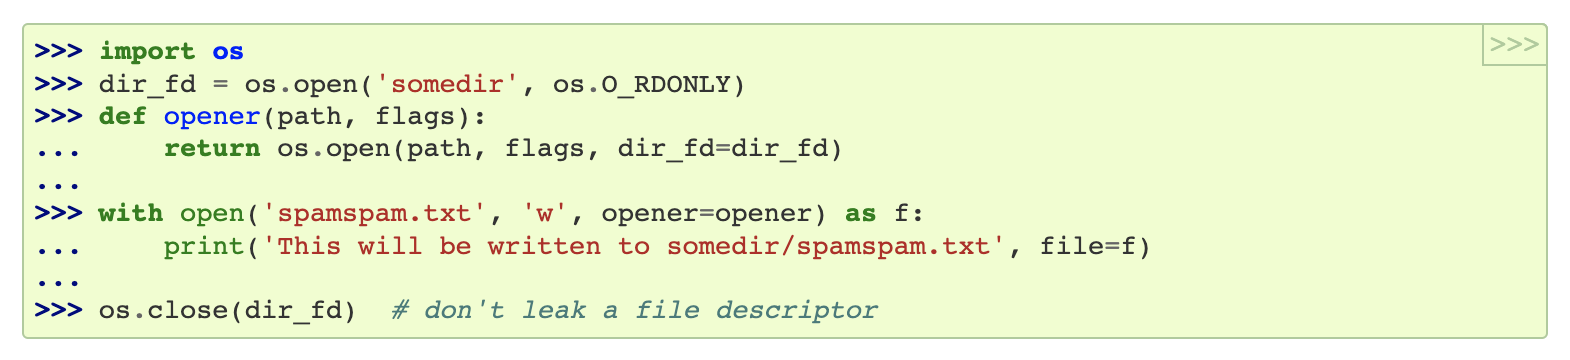 >>> import os
>>>
>>> dir_fd = os.open('somedir', os.O_RDONLY)
>>> def opener(path, flags):
...     return os.open(path, flags, dir_fd=dir_fd)
...
>>> with open('spamspam.txt', 'w', opener=opener) as f:
...     print('This will be written to somedir/spamspam.txt', file=f)
...
>>> os.close(dir_fd)  # don't leak a file descriptor